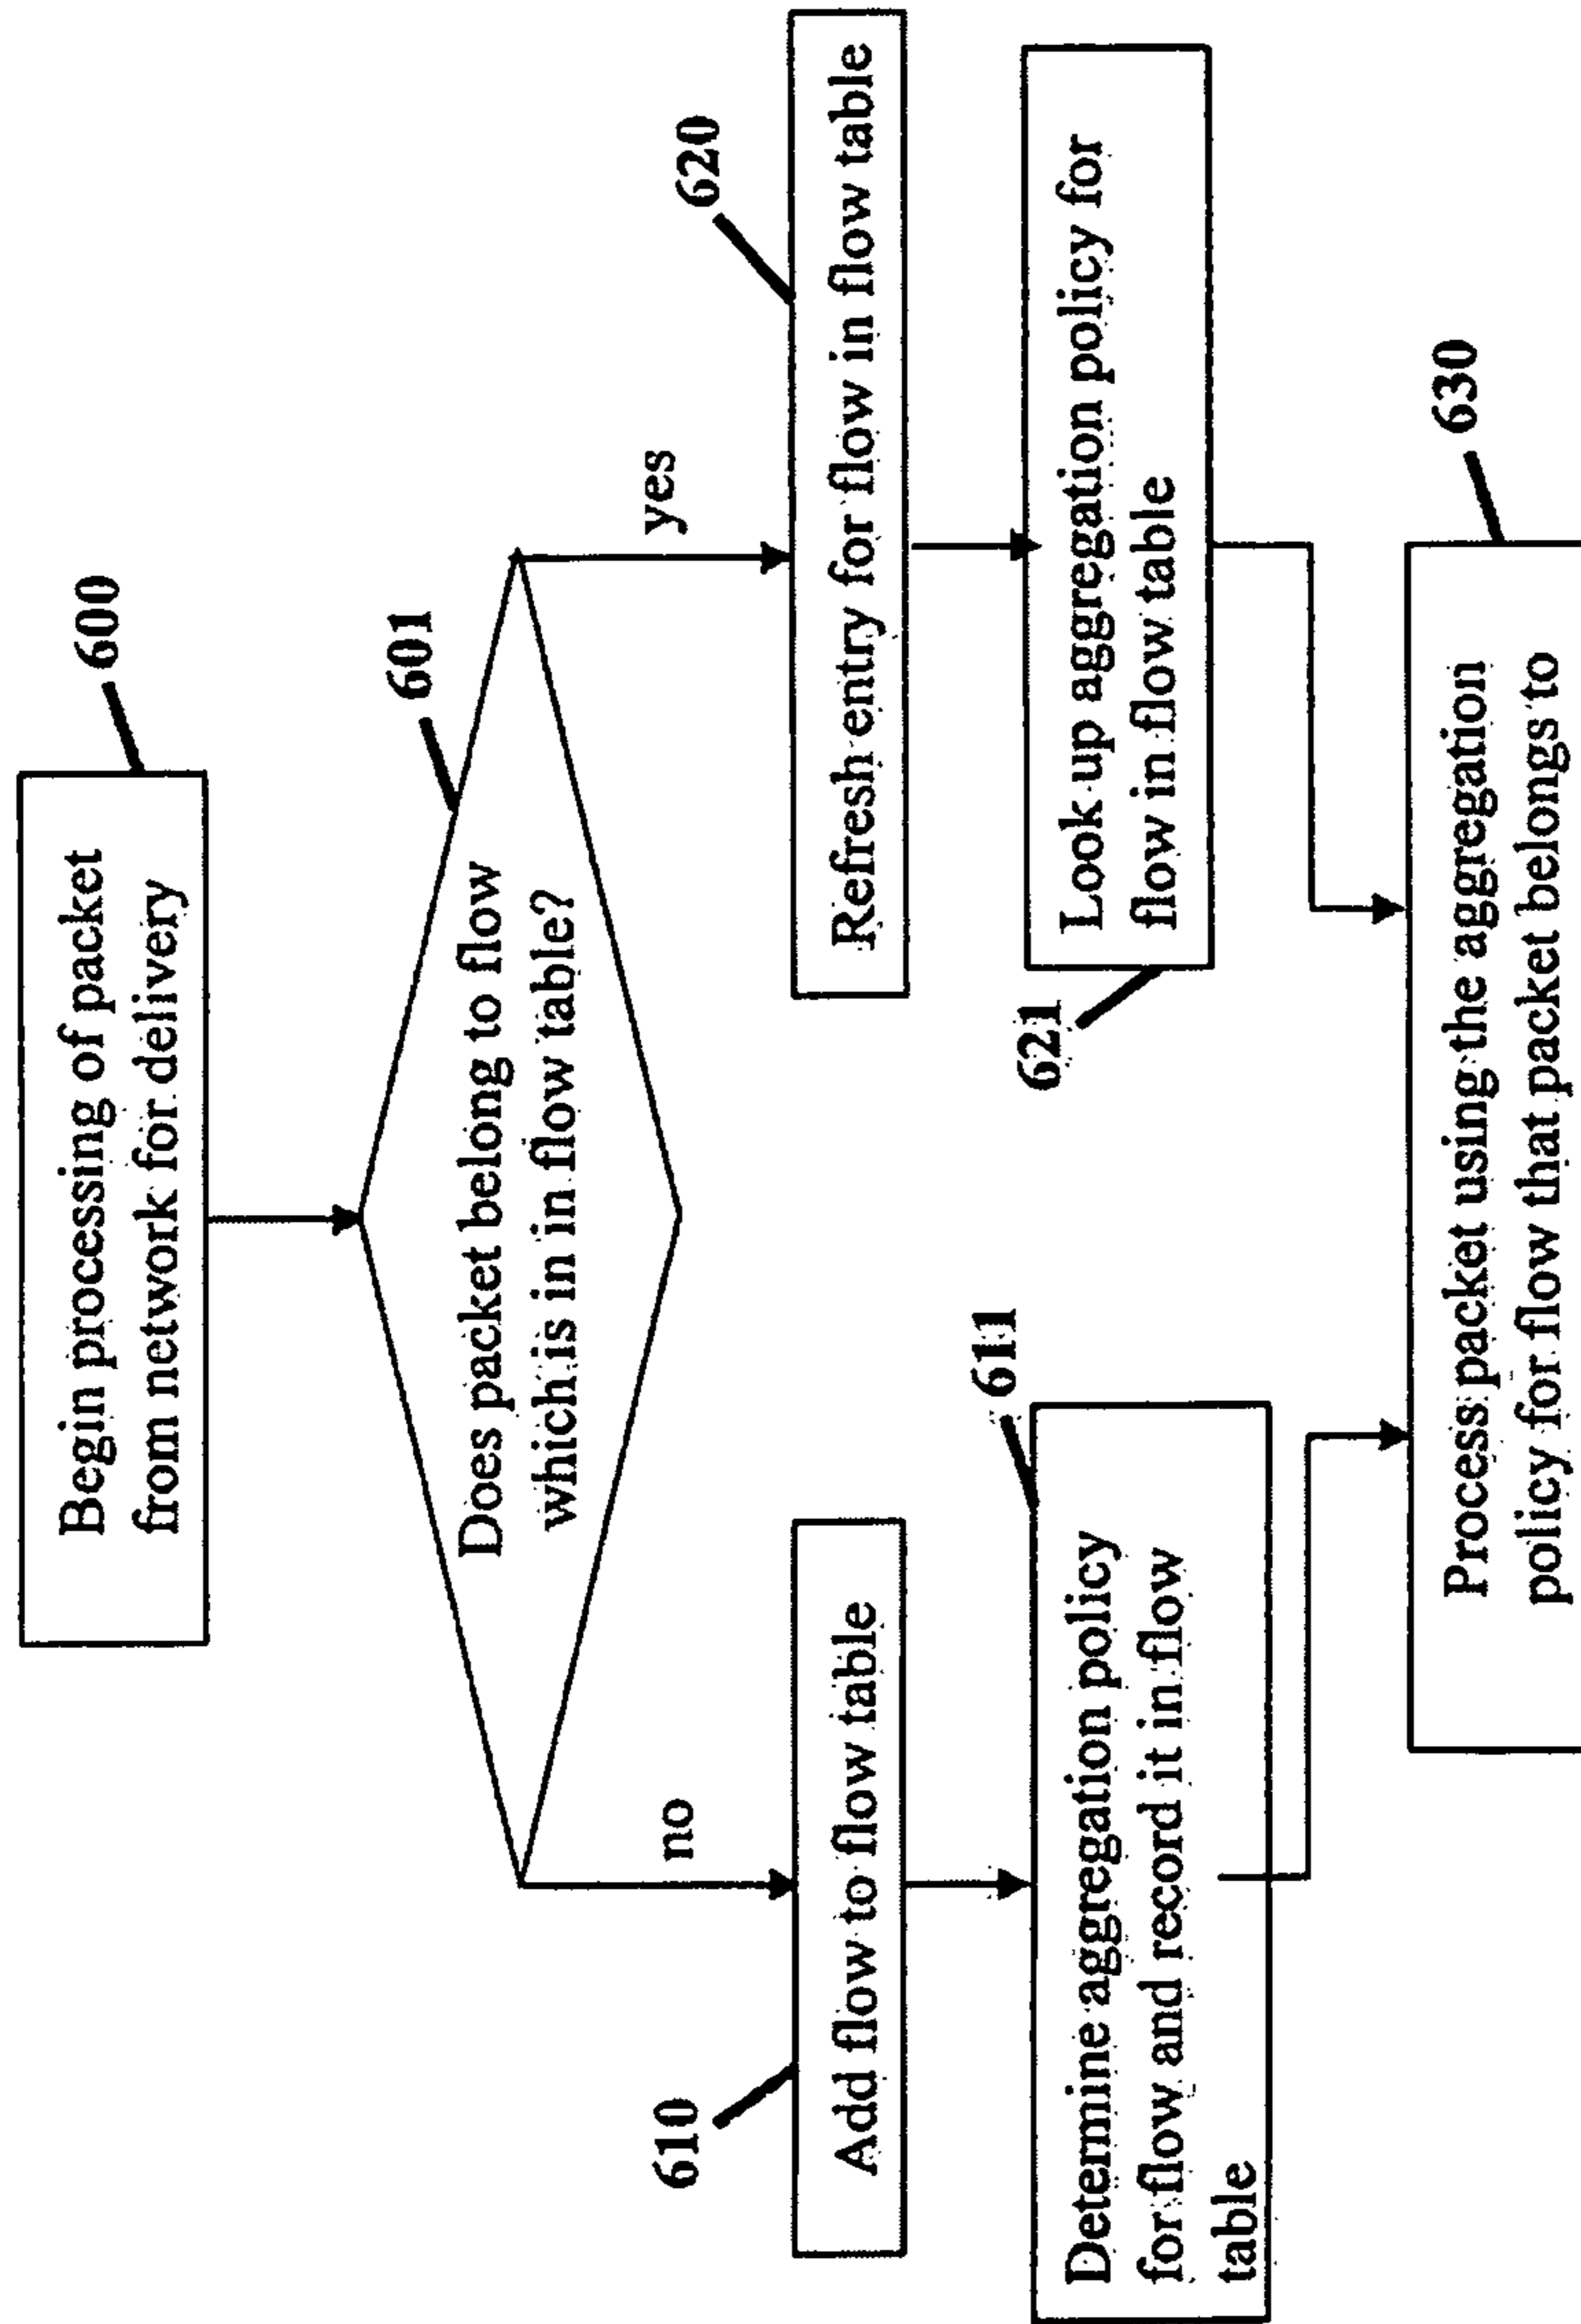 Begin processing of packet
from network for delivery
600
601
Does packet belong to flow
which is in in flow table?
no
yes
610
Add flow to flow table
620
Refresh entry for flow in flow table
611
Determine aggregation policy
for flow and record it in flow
table
621
Look up aggregation policy for
flow in flow table
630
Process packet using the aggregation
policy for flow that packet belongs to